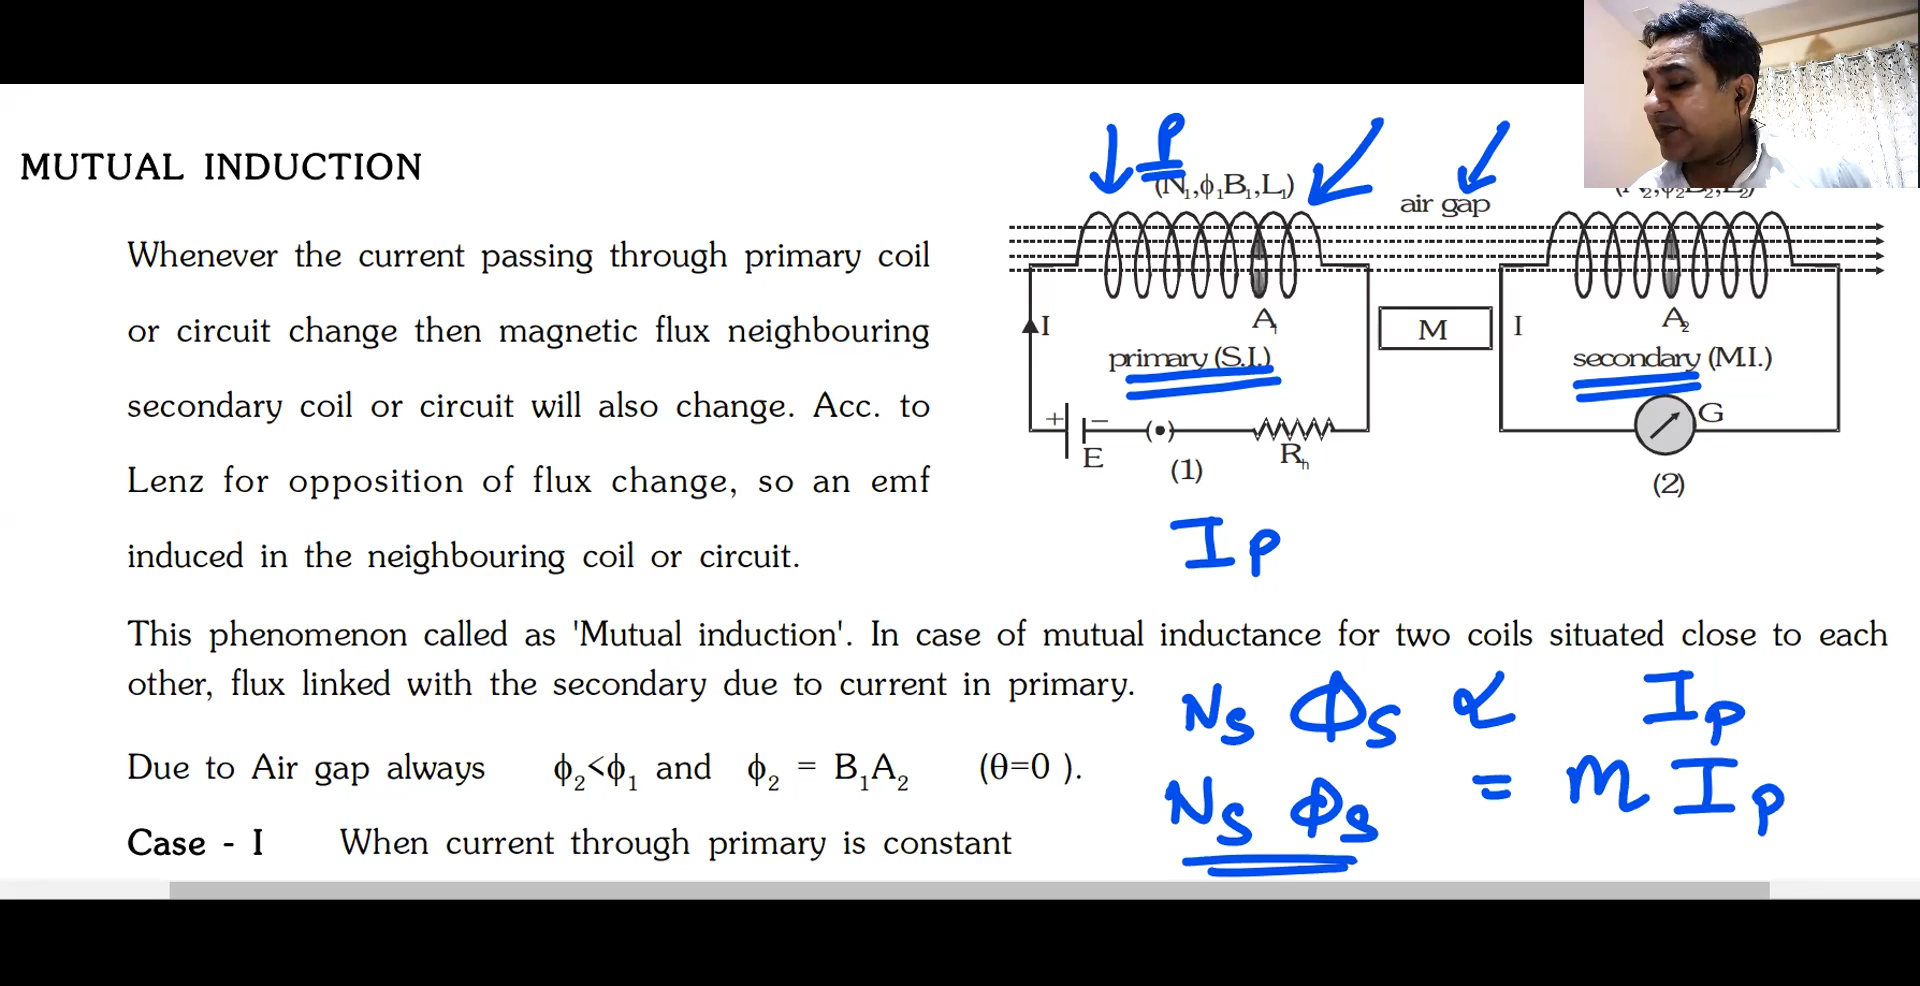 MUTUAL INDUCTION
Whenever the current passing through primary coil
or circuit change then magnetic flux neighbouring
secondary coil or circuit will also change. Acc. to
Lenz for opposition of flux change, so an emf
induced in the neighbouring coil or circuit.
P
(N₁,ϕ₁B₁,L₁)
air gap
(N₂,ϕ₂B₂,L₂)
I
A₁
M
I
A₂
primary (S.I.)
secondary (M.I.)
+
−
E
(1)
Rh
G
(2)
Ip
This phenomenon called as 'Mutual induction'. In case of mutual inductance for two coils situated close to each
other, flux linked with the secondary due to current in primary.
Ns Φs ∝ Ip
Due to Air gap always ϕ₂<ϕ₁ and ϕ₂ = B₁A₂ (θ=0 ).
Ns Φs = m Ip
Case - I When current through primary is constant